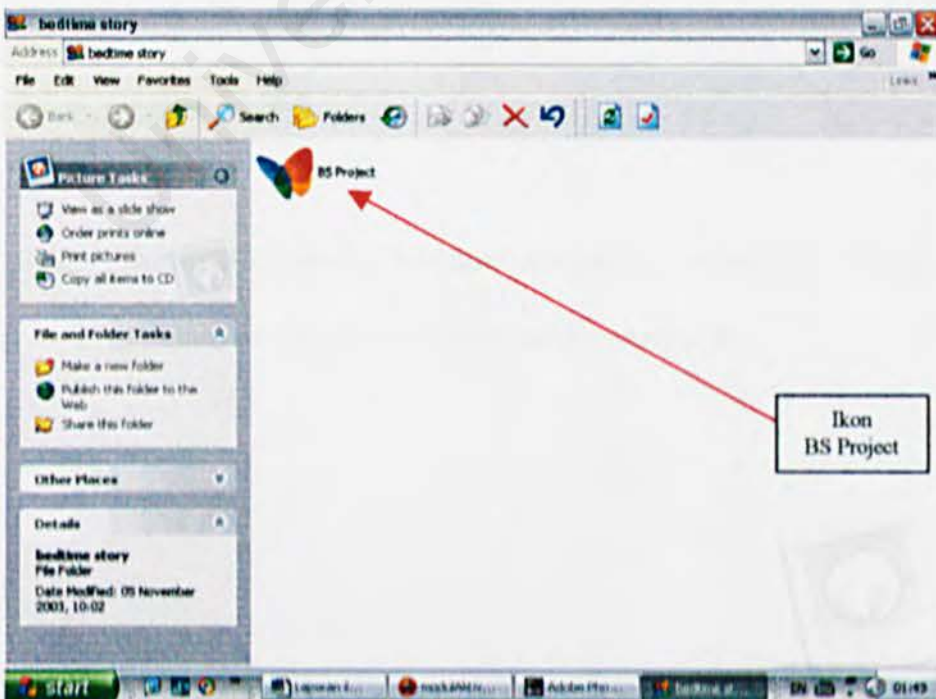 bedtime story
Address bedtime story Go
File Edit View Favorites Tools Help Links
Back Search Folders
Picture Tasks
View as a slide show
Order prints online
Print pictures
Copy all items to CD
File and Folder Tasks
Make a new folder
Publish this folder to the
Web
Share this folder
Other Places
Details
bedtime story
File Folder
Date Modified: 05 November
2003, 10:02
BS Project
Ikon
BS Project
start Laporan Adobe EN 01:43